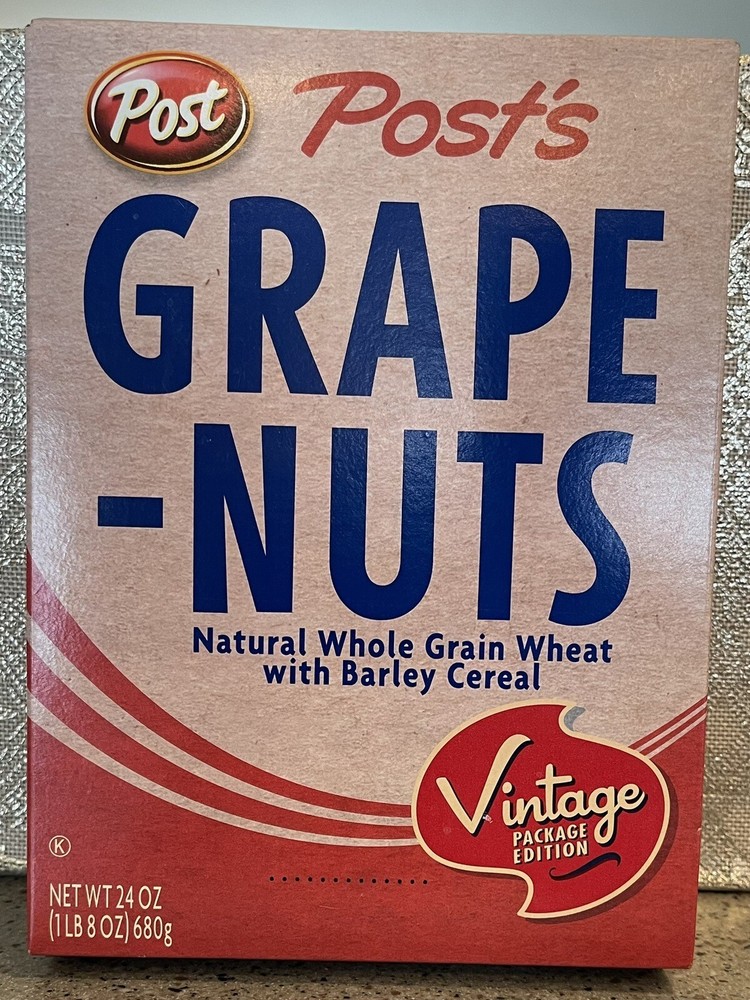 Post
Post's
GRAPE
-NUTS
Natural Whole Grain Wheat
with Barley Cereal
Vintage
PACKAGE
EDITION
K
NET WT 24 OZ
(1 LB 8 OZ) 680g